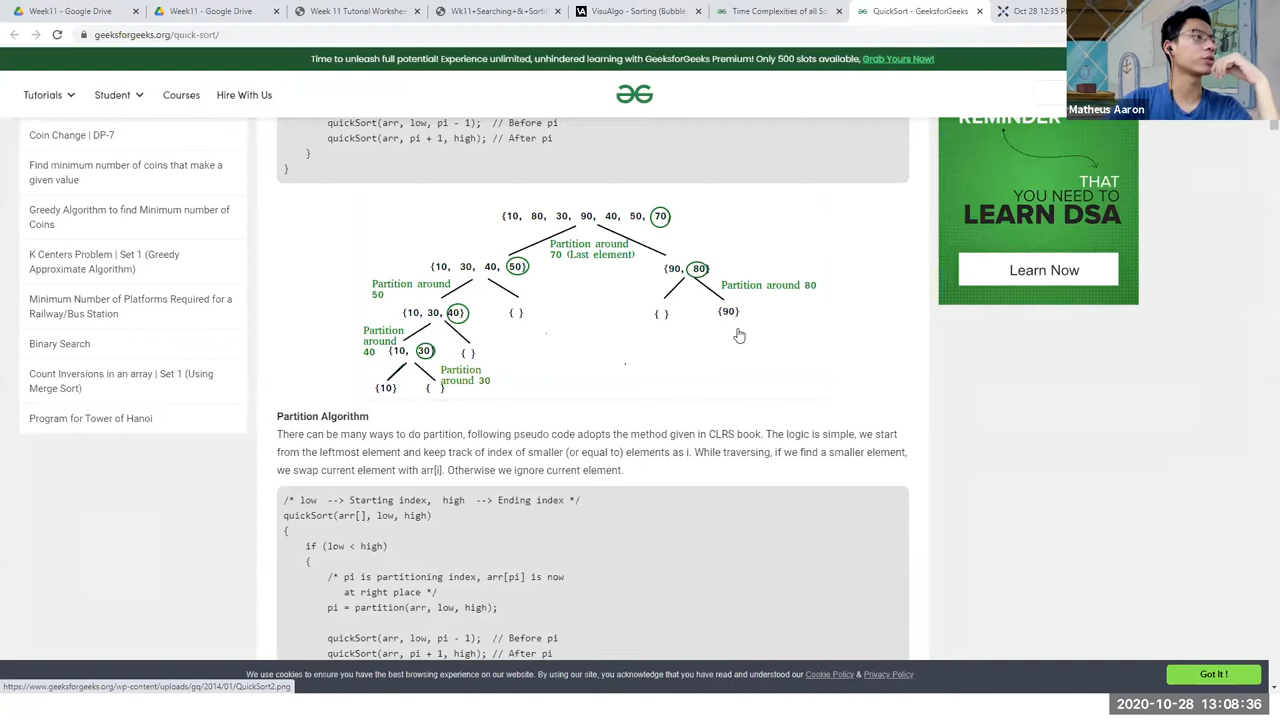 Week11 - Google Drive
Week11 - Google Drive
Week 11 Tutorial Workshee
Wk11+Searching+&+Sorti
VisuAlgo - Sorting (Bubble
Time Complexities of all So
QuickSort - GeeksforGeeks
Oct 28 12:35 P
geeksforgeeks.org/quick-sort/
Time to unleash full potential! Experience unlimited, unhindered learning with GeeksforGeeks Premium! Only 500 slots available, Grab Yours Now!
Tutorials
Student
Courses
Hire With Us
Matheus Aaron
Coin Change | DP-7
Find minimum number of coins that make a
given value
Greedy Algorithm to find Minimum number of
Coins
K Centers Problem | Set 1 (Greedy
Approximate Algorithm)
Minimum Number of Platforms Required for a
Railway/Bus Station
Binary Search
Count Inversions in an array | Set 1 (Using
Merge Sort)
Program for Tower of Hanoi
quickSort(arr, low, pi - 1); // Before pi
quickSort(arr, pi + 1, high); // After pi
}
}
{10, 80, 30, 90, 40, 50, 70}
Partition around
70 (Last element)
{10, 30, 40, 50}
{90, 80}
Partition around
50
Partition around 80
{10, 30, 40}
{ }
{ }
{90}
Partition
around
40
{10, 30}
{ }
Partition
around 30
{10}
{ }
Partition Algorithm
There can be many ways to do partition, following pseudo code adopts the method given in CLRS book. The logic is simple, we start
from the leftmost element and keep track of index of smaller (or equal to) elements as i. While traversing, if we find a smaller element,
we swap current element with arr[i]. Otherwise we ignore current element.
/* low --> Starting index, high --> Ending index */
quickSort(arr[], low, high)
{
if (low < high)
{
/* pi is partitioning index, arr[pi] is now
at right place */
pi = partition(arr, low, high);
quickSort(arr, low, pi - 1); // Before pi
quickSort(arr, pi + 1, high); // After pi
REMINDER
THAT
YOU NEED TO
LEARN DSA
Learn Now
We use cookies to ensure you have the best browsing experience on our website. By using our site, you acknowledge that you have read and understood our Cookie Policy & Privacy Policy
Got It !
https://www.geeksforgeeks.org/wp-content/uploads/gq/2014/01/QuickSort2.png
2020-10-28 13:08:36